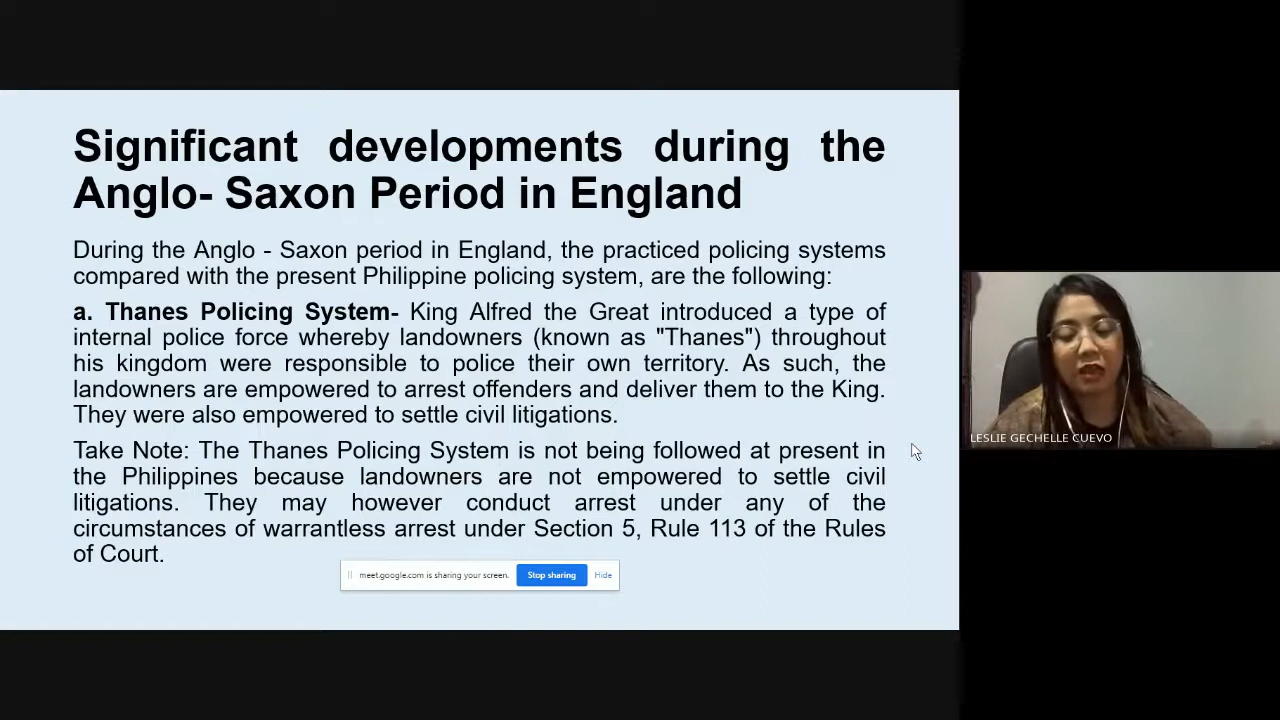 Significant developments during the
Anglo- Saxon Period in England
During the Anglo - Saxon period in England, the practiced policing systems
compared with the present Philippine policing system, are the following:
a. Thanes Policing System- King Alfred the Great introduced a type of
internal police force whereby landowners (known as "Thanes") throughout
his kingdom were responsible to police their own territory. As such, the
landowners are empowered to arrest offenders and deliver them to the King.
They were also empowered to settle civil litigations.
Take Note: The Thanes Policing System is not being followed at present in
the Philippines because landowners are not empowered to settle civil
litigations. They may however conduct arrest under any of the
circumstances of warrantless arrest under Section 5, Rule 113 of the Rules
of Court.
meet.google.com is sharing your screen. Stop sharing Hide
LESLIE GECHELLE CUEVO